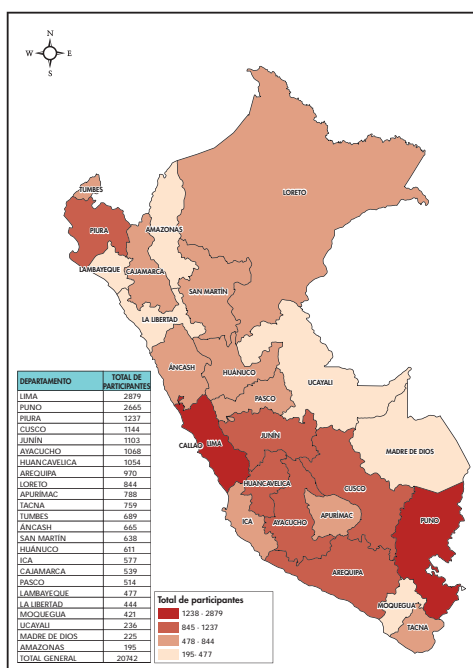 N
W E
S
TUMBES
LORETO
PIURA
AMAZONAS
LAMBAYEQUE
CAJAMARCA
SAN MARTÍN
LA LIBERTAD
ÁNCASH
HUÁNUCO
UCAYALI
PASCO
CALLAO
LIMA
JUNÍN
MADRE DE DIOS
HUANCAVELICA
CUSCO
ICA
AYACUCHO
APURÍMAC
PUNO
AREQUIPA
MOQUEGUA
TACNA
DEPARTAMENTO TOTAL DE PARTICIPANTES
LIMA 2879
PUNO 2665
PIURA 1237
CUSCO 1144
JUNÍN 1103
AYACUCHO 1068
HUANCAVELICA 1054
AREQUIPA 970
LORETO 844
APURÍMAC 788
TACNA 759
TUMBES 689
ÁNCASH 665
SAN MARTÍN 638
HUÁNUCO 611
ICA 577
CAJAMARCA 539
PASCO 514
LAMBAYEQUE 477
LA LIBERTAD 444
MOQUEGUA 421
UCAYALI 236
MADRE DE DIOS 225
AMAZONAS 195
TOTAL GENERAL 20742
Total de participantes
1238 - 2879
845 - 1237
478 - 844
195- 477